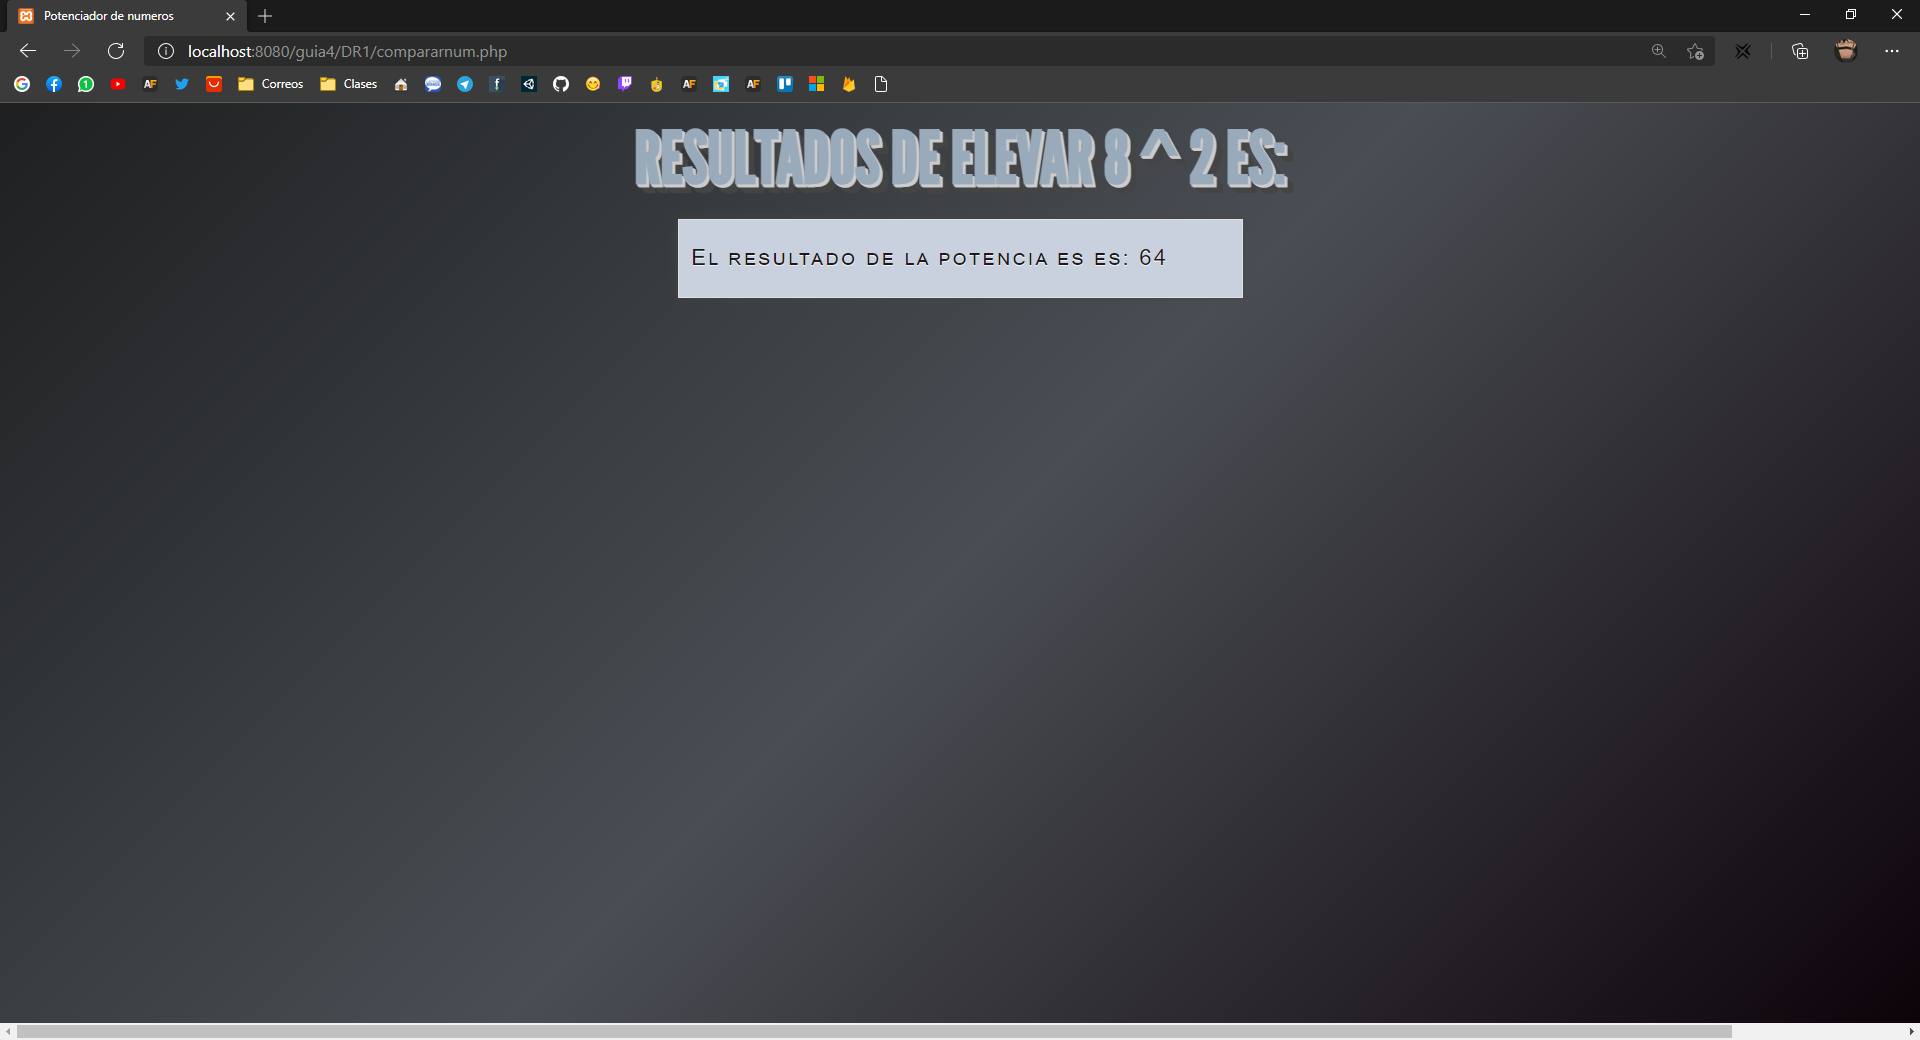 Potenciador de numeros
localhost:8080/guia4/DR1/compararnum.php
Correos
Clases
RESULTADOS DE ELEVAR 8 ^ 2 ES:
El resultado de la potencia es es: 64